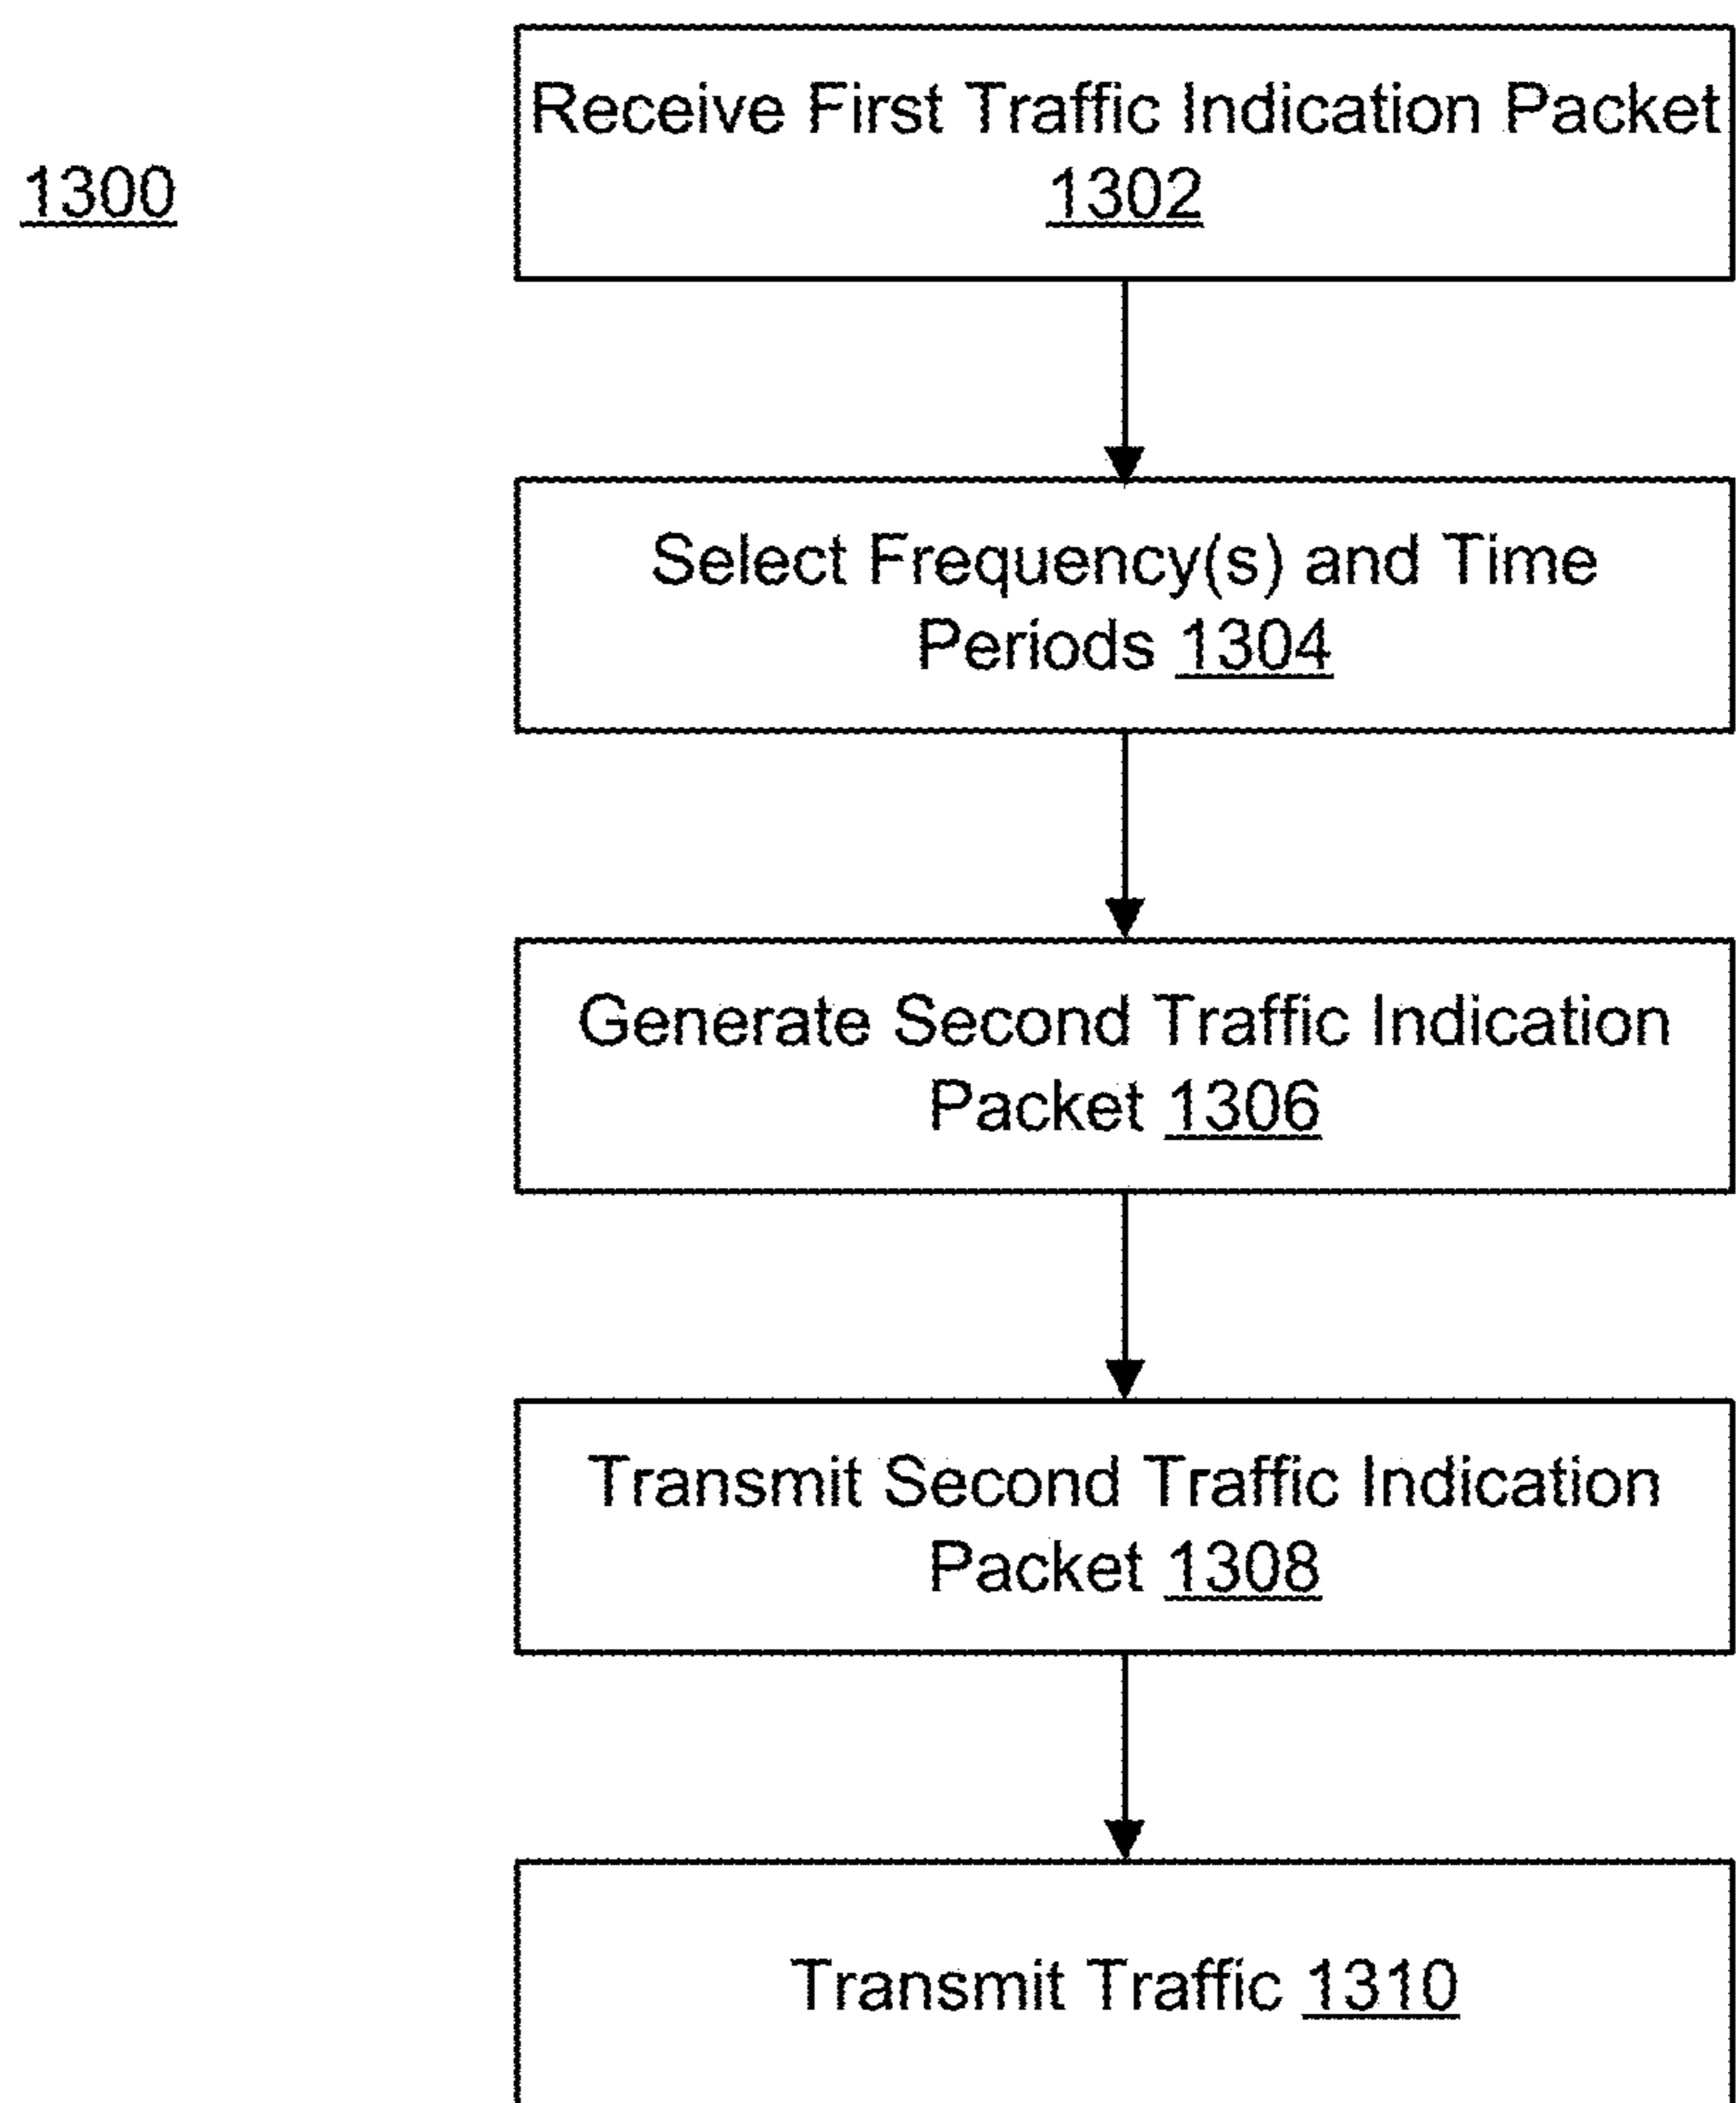 1300
Receive First Traffic Indication Packet
1302
Select Frequency(s) and Time
Periods 1304
Generate Second Traffic Indication
Packet 1306
Transmit Second Traffic Indication
Packet 1308
Transmit Traffic 1310